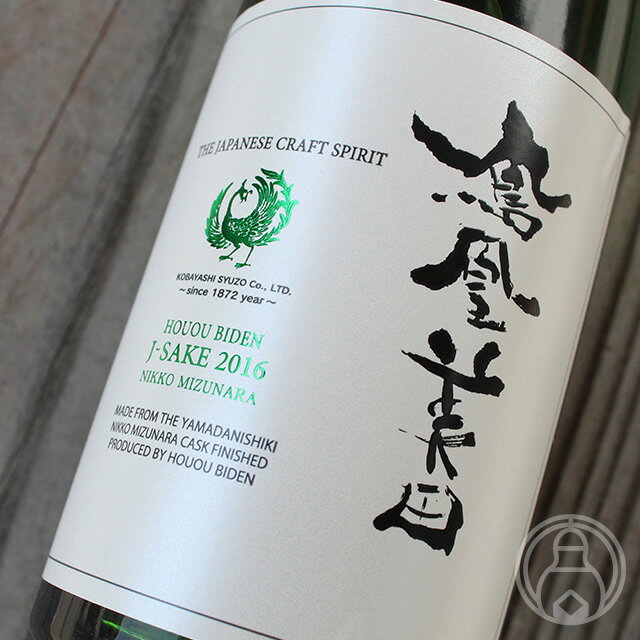 THE JAPANESE CRAFT SPIRIT
KOBAYASHI SYUZO Co., LTD.
～since 1872 year～
HOUOU BIDEN
J-SAKE 2016
NIKKO MIZUNARA
MADE FROM THE YAMADANISHIKI
NIKKO MIZUNARA CASK FINISHED
PRODUCED BY HOUOU BIDEN
鳳凰美田